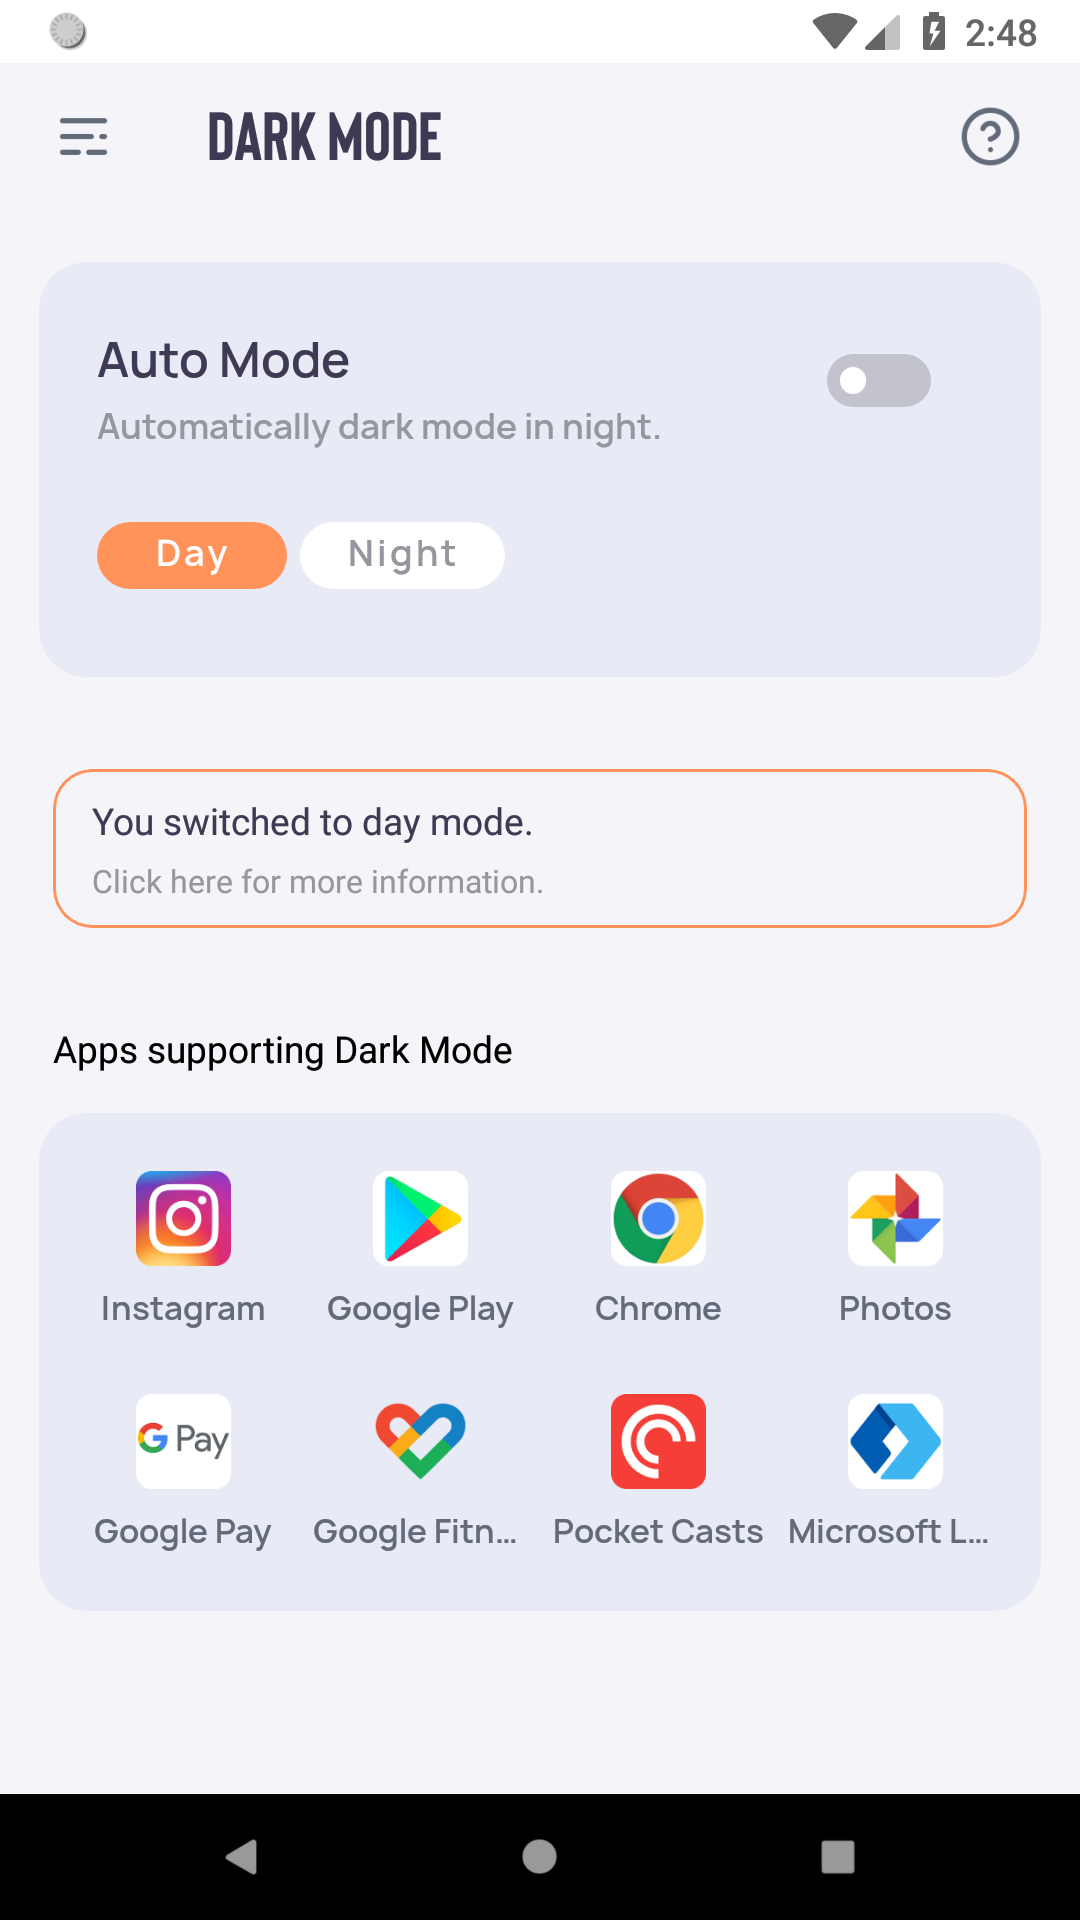 2:48
DARK MODE
Auto Mode
Automatically dark mode in night.
Day Night
You switched to day mode.
Click here for more information.
Apps supporting Dark Mode
Instagram Google Play Chrome Photos
G Pay
Google Pay Google Fitn... Pocket Casts Microsoft L...